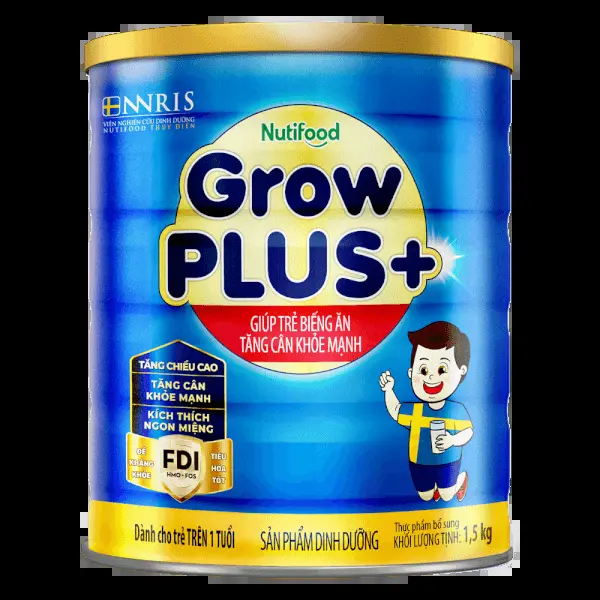 NNRIS
VIỆN NGHIÊN CỨU DINH DƯỠNG
NUTIFOOD THỤY ĐIỂN
Nutifood
Grow
PLUS+
GIÚP TRẺ BIẾNG ĂN
TĂNG CÂN KHỎE MẠNH
TĂNG CHIỀU CAO
TĂNG CÂN
KHỎE MẠNH
KÍCH THÍCH
NGON MIỆNG
ĐỀ
KHÁNG
KHỎE
FDI
HMO+FOS
TIÊU
HÓA
TỐT
Dành cho trẻ TRÊN 1 TUỔI
SẢN PHẨM DINH DƯỠNG
Thực phẩm bổ sung
KHỐI LƯỢNG TỊNH: 1,5 kg